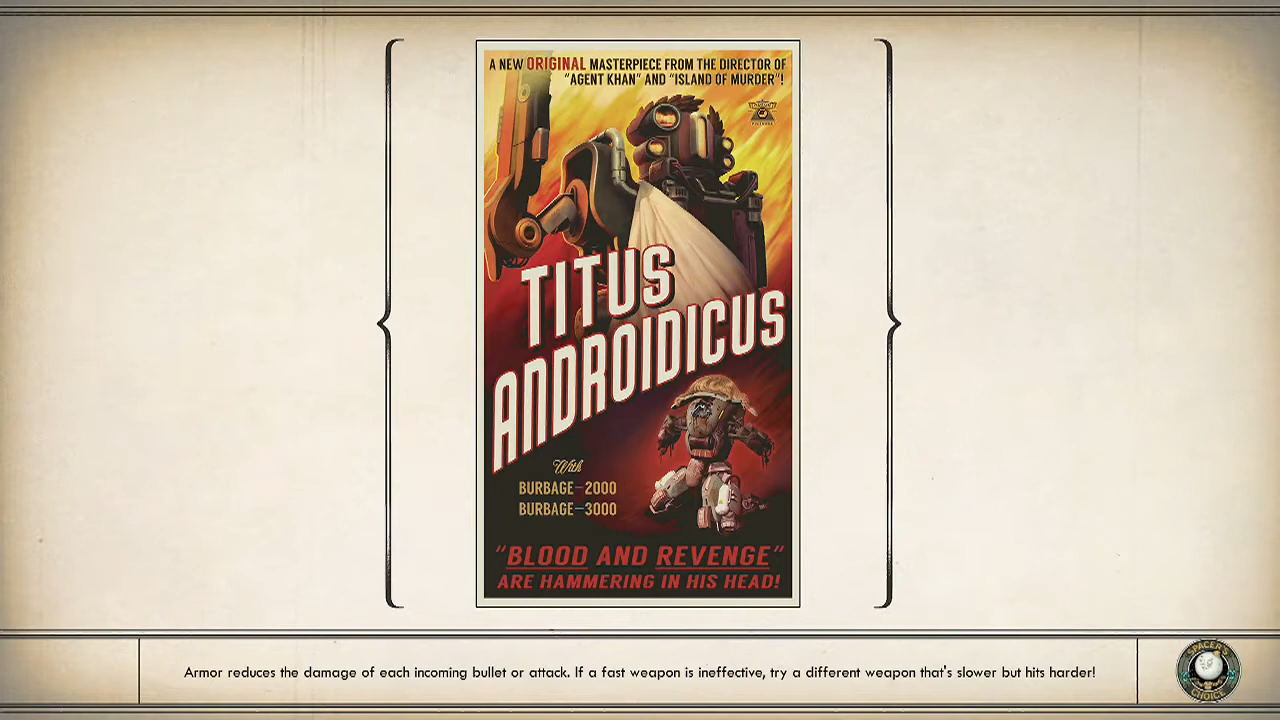 A NEW ORIGINAL MASTERPIECE FROM THE DIRECTOR OF
"AGENT KHAN" AND "ISLAND OF MURDER"!
TITUS
ANDROIDICUS
With
BURBAGE-2000
BURBAGE-3000
"BLOOD AND REVENGE"
ARE HAMMERING IN HIS HEAD!
Armor reduces the damage of each incoming bullet or attack. If a fast weapon is ineffective, try a different weapon that's slower but hits harder!
SPACER'S
CHOICE